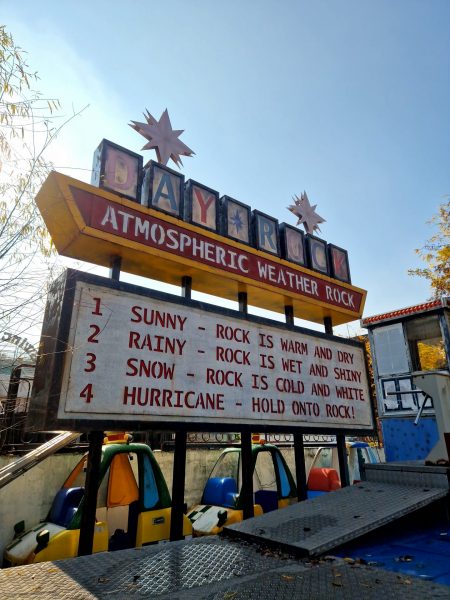 DAY ★ RUCK
ATMOSPHERIC WEATHER ROCK
1 SUNNY - ROCK IS WARM AND DRY
2 RAINY - ROCK IS WET AND SHINY
3 SNOW - ROCK IS COLD AND WHITE
4 HURRICANE - HOLD ONTO ROCK!